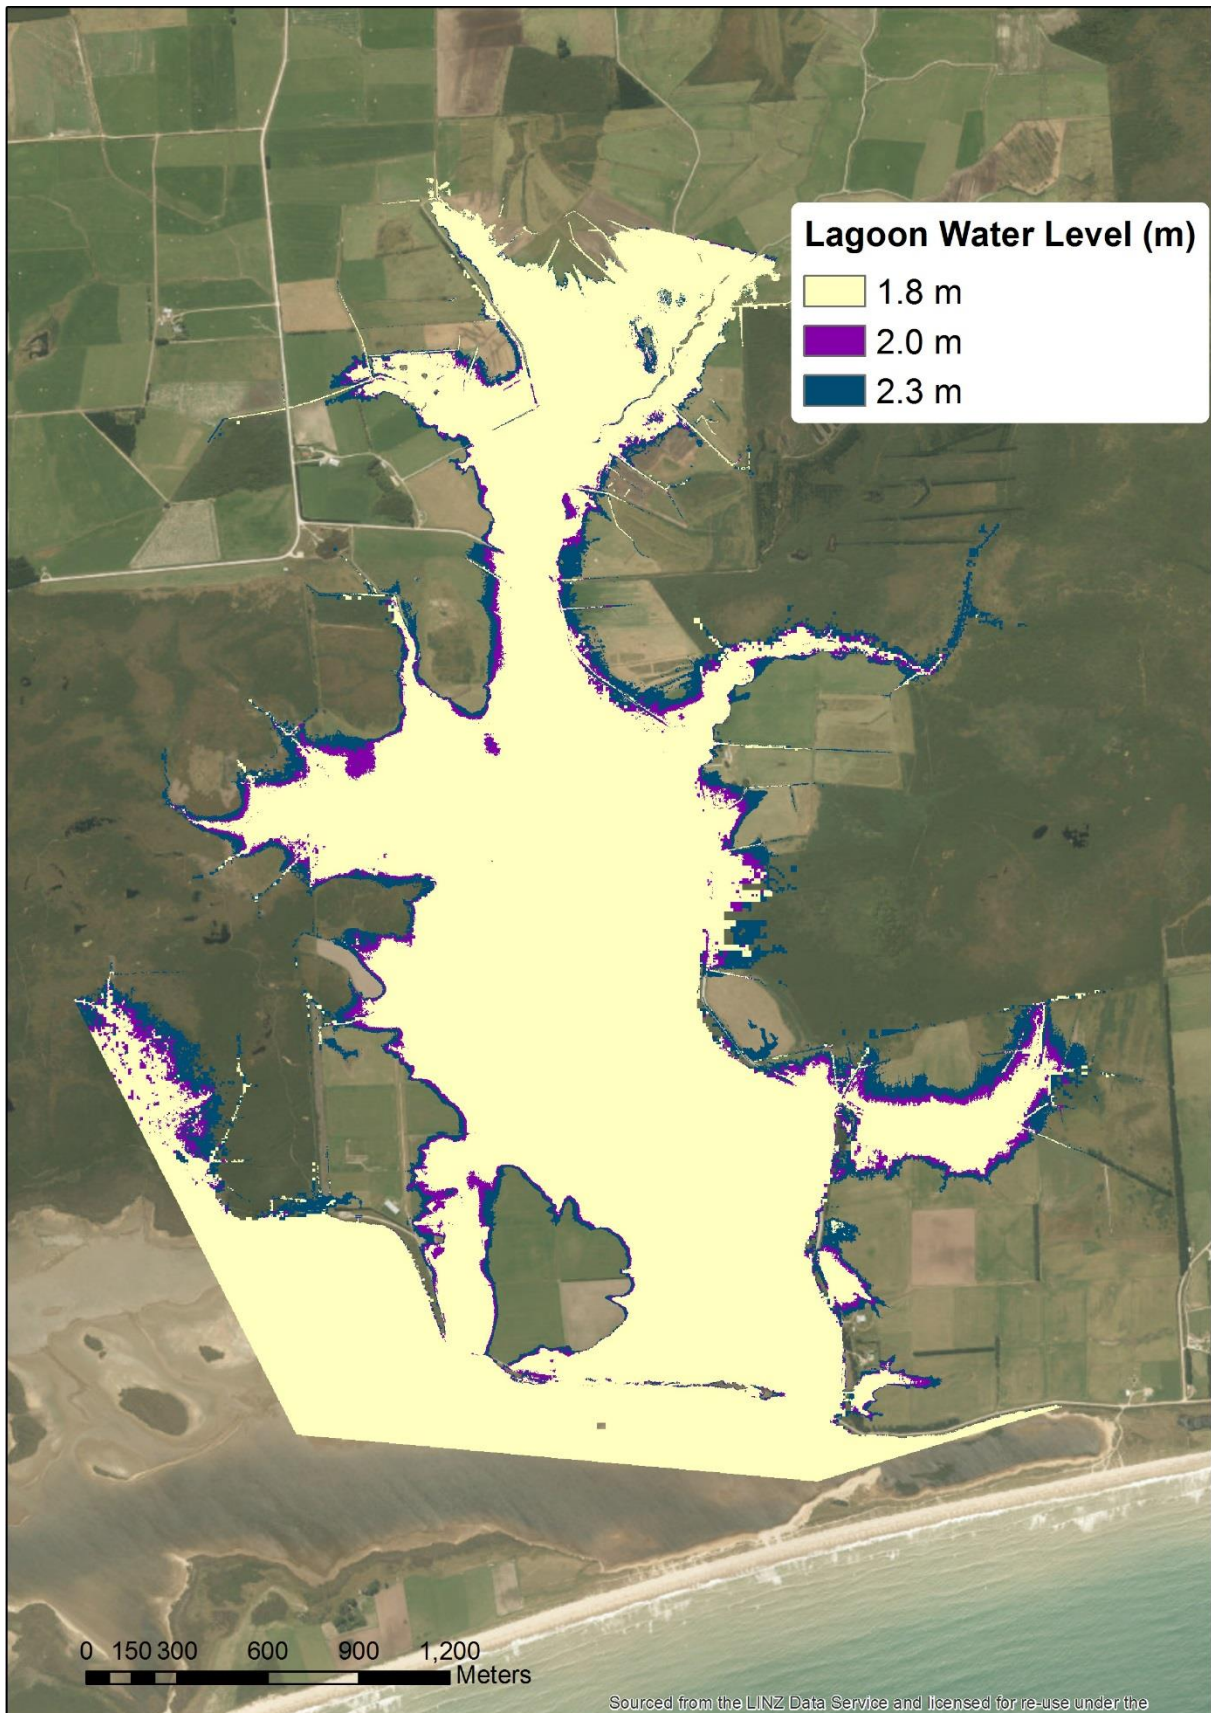 Lagoon Water Level (m)
1.8 m
2.0 m
2.3 m
0 150 300 600 900 1,200
Meters
Sourced from the LINZ Data Service and licensed for re-use under the